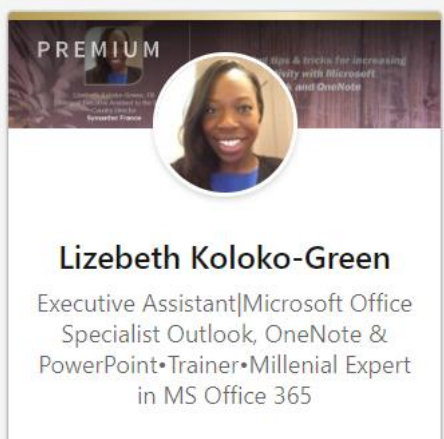 PREMIUM
tips & tricks for increasing
with Microsoft
and OneNote
Symantec France
Lizebeth Koloko-Green
Executive Assistant|Microsoft Office
Specialist Outlook, OneNote &
PowerPoint•Trainer•Millenial Expert
in MS Office 365